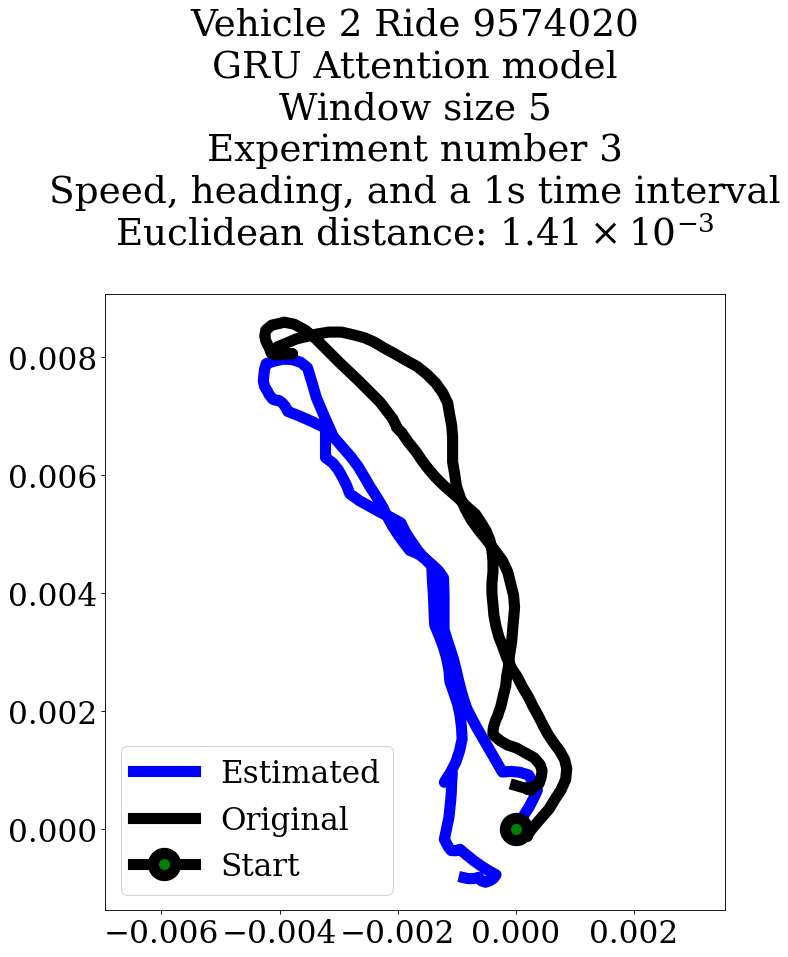 Vehicle 2 Ride 9574020
GRU Attention model
Window size 5
Experiment number 3
Speed, heading, and a 1s time interval
Euclidean distance: 1.41 × 10⁻³
0.008
0.006
0.004
0.002
0.000
Estimated
Original
Start
−0.006 −0.004 −0.002 0.000 0.002